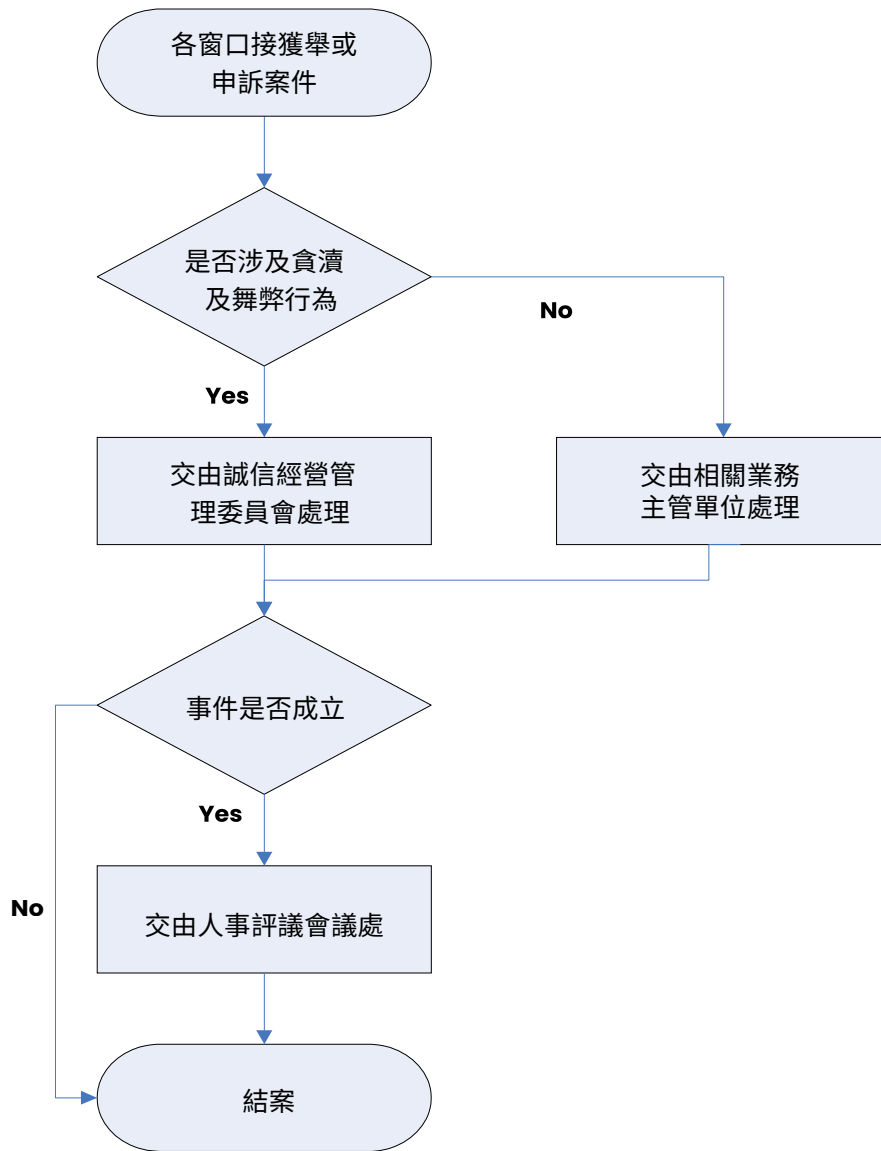 各窗口接獲舉或
申訴案件
是否涉及貪瀆
及舞弊行為
No
Yes
交由誠信經營管
理委員會處理
交由相關業務
主管單位處理
事件是否成立
Yes
No
交由人事評議會議處
結案